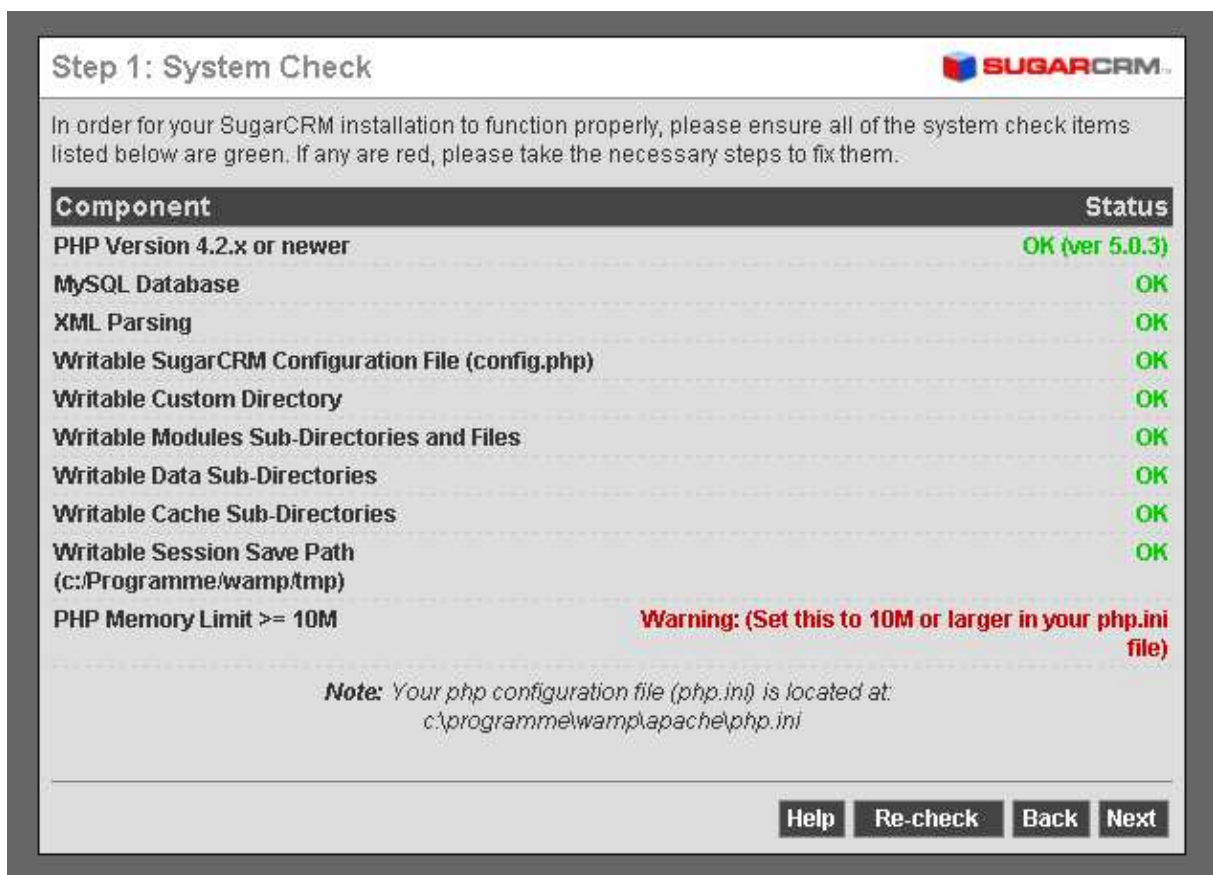 Step 1: System Check
SUGARCRM
In order for your SugarCRM installation to function properly, please ensure all of the system check items
listed below are green. If any are red, please take the necessary steps to fix them.
Component Status
PHP Version 4.2.x or newer OK (ver 5.0.3)
MySQL Database OK
XML Parsing OK
Writable SugarCRM Configuration File (config.php) OK
Writable Custom Directory OK
Writable Modules Sub-Directories and Files OK
Writable Data Sub-Directories OK
Writable Cache Sub-Directories OK
Writable Session Save Path OK
(c:/Programme/wamp/tmp)
PHP Memory Limit >= 10M Warning: (Set this to 10M or larger in your php.ini
file)
Note: Your php configuration file (php.ini) is located at:
c:\programme\wamp\apache\php.ini
Help Re-check Back Next